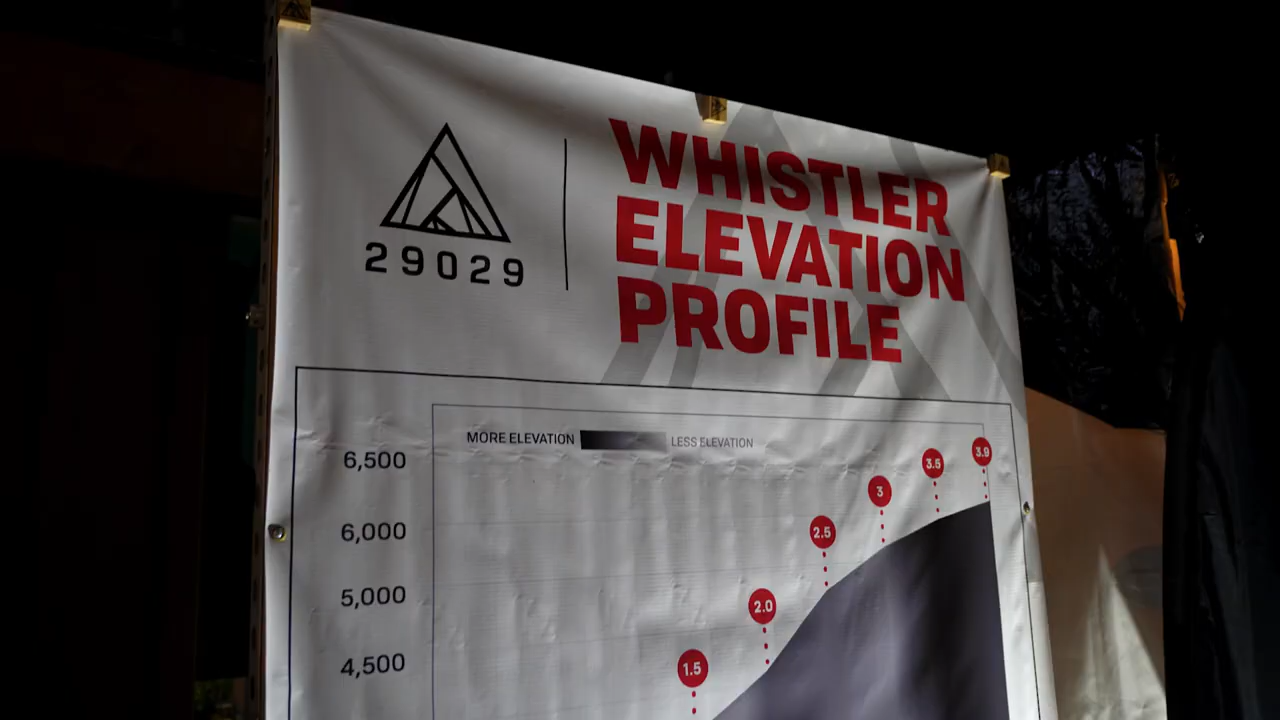 29029
WHISTLER
ELEVATION
PROFILE
MORE ELEVATION LESS ELEVATION
6,500
6,000
5,000
4,500
3.9
3.5
3
2.5
2.0
1.5